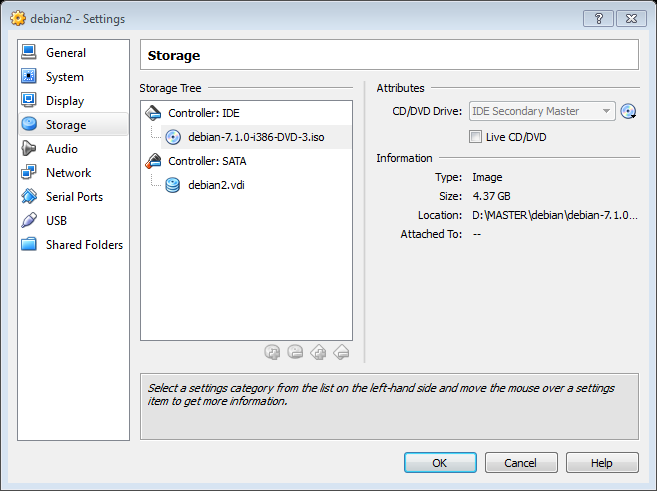 debian2 - Settings
General
System
Display
Storage
Audio
Network
Serial Ports
USB
Shared Folders
Storage
Storage Tree
Controller: IDE
debian-7.1.0-i386-DVD-3.iso
Controller: SATA
debian2.vdi
Attributes
CD/DVD Drive: IDE Secondary Master
Live CD/DVD
Information
Type: Image
Size: 4.37 GB
Location: D:\MASTER\debian\debian-7.1.0...
Attached To: --
Select a settings category from the list on the left-hand side and move the mouse over a settings
item to get more information.
OK Cancel Help